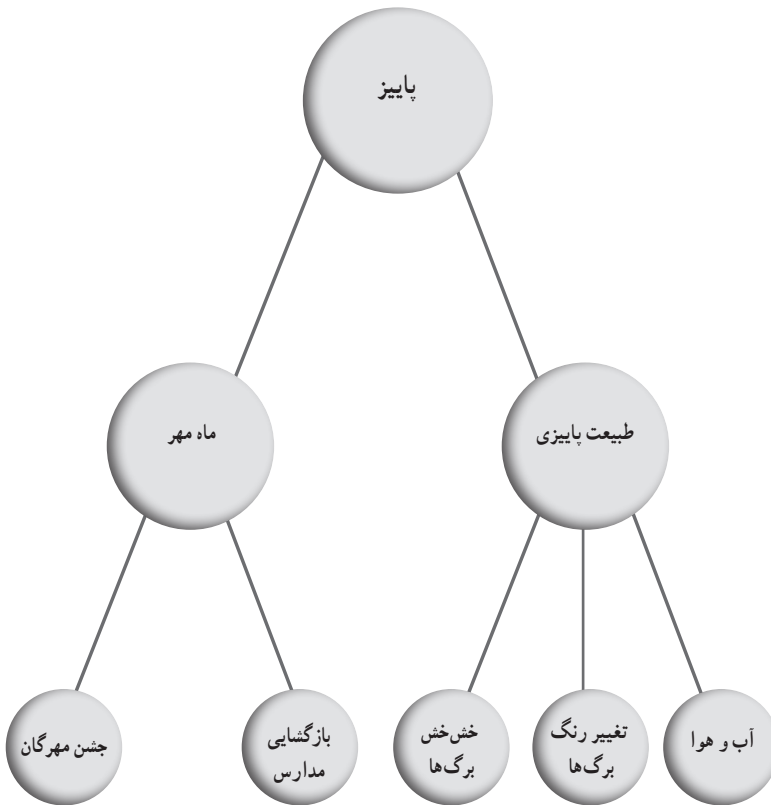 پاییز
طبیعت پاییزی
ماه مهر
آب و هوا
تغییر رنگ
برگ‌ها
خش‌خش
برگ‌ها
بازگشایی
مدارس
جشن مهرگان